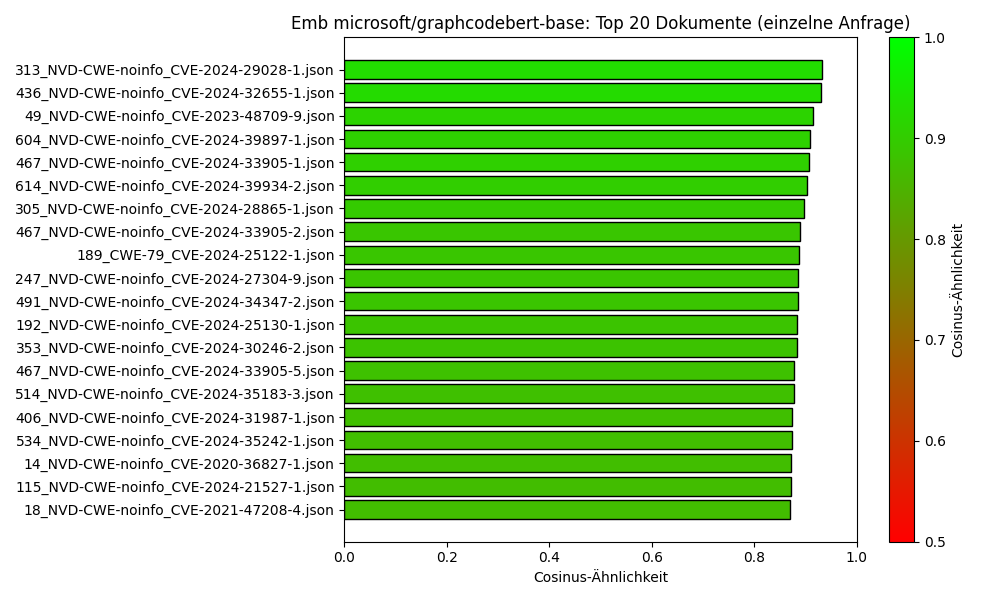 Emb microsoft/graphcodebert-base: Top 20 Dokumente (einzelne Anfrage)
313_NVD-CWE-noinfo_CVE-2024-29028-1.json
436_NVD-CWE-noinfo_CVE-2024-32655-1.json
49_NVD-CWE-noinfo_CVE-2023-48709-9.json
604_NVD-CWE-noinfo_CVE-2024-39897-1.json
467_NVD-CWE-noinfo_CVE-2024-33905-1.json
614_NVD-CWE-noinfo_CVE-2024-39934-2.json
305_NVD-CWE-noinfo_CVE-2024-28865-1.json
467_NVD-CWE-noinfo_CVE-2024-33905-2.json
189_CWE-79_CVE-2024-25122-1.json
247_NVD-CWE-noinfo_CVE-2024-27304-9.json
491_NVD-CWE-noinfo_CVE-2024-34347-2.json
192_NVD-CWE-noinfo_CVE-2024-25130-1.json
353_NVD-CWE-noinfo_CVE-2024-30246-2.json
467_NVD-CWE-noinfo_CVE-2024-33905-5.json
514_NVD-CWE-noinfo_CVE-2024-35183-3.json
406_NVD-CWE-noinfo_CVE-2024-31987-1.json
534_NVD-CWE-noinfo_CVE-2024-35242-1.json
14_NVD-CWE-noinfo_CVE-2020-36827-1.json
115_NVD-CWE-noinfo_CVE-2024-21527-1.json
18_NVD-CWE-noinfo_CVE-2021-47208-4.json
0.0 0.2 0.4 0.6 0.8 1.0
Cosinus-Ähnlichkeit
1.0
0.9
0.8
0.7
0.6
0.5
Cosinus-Ähnlichkeit